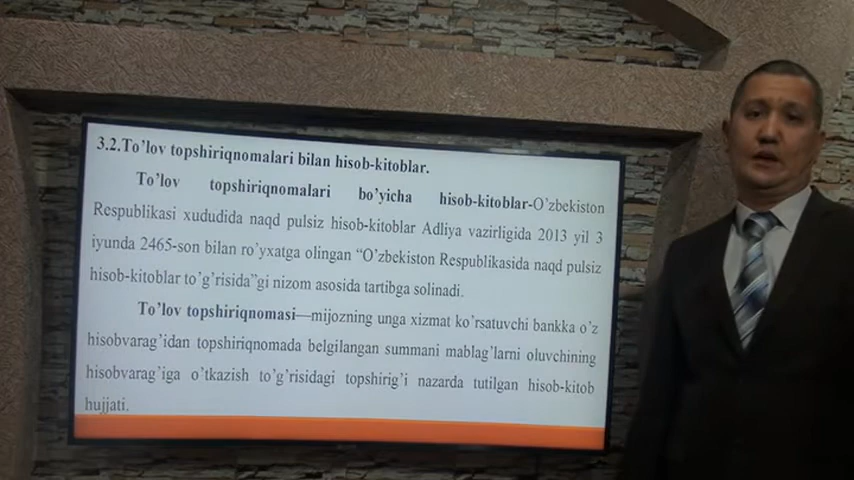 3.2.To’lov topshiriqnomalari bilan hisob-kitoblar.
To’lov topshiriqnomalari bo’yicha hisob-kitoblar-O’zbekiston
Respublikasi xududida naqd pulsiz hisob-kitoblar Adliya vazirligida 2013 yil 3
iyunda 2465-son bilan ro’yxatga olingan “O’zbekiston Respublikasida naqd pulsiz
hisob-kitoblar to’g’risida”gi nizom asosida tartibga solinadi.
To’lov topshiriqnomasi—mijozning unga xizmat ko’rsatuvchi bankka o’z
hisobvarag’idan topshiriqnomada belgilangan summani mablag’larni oluvchining
hisobvarag’iga o’tkazish to’g’risidagi topshirig’i nazarda tutilgan hisob-kitob
hujjati.